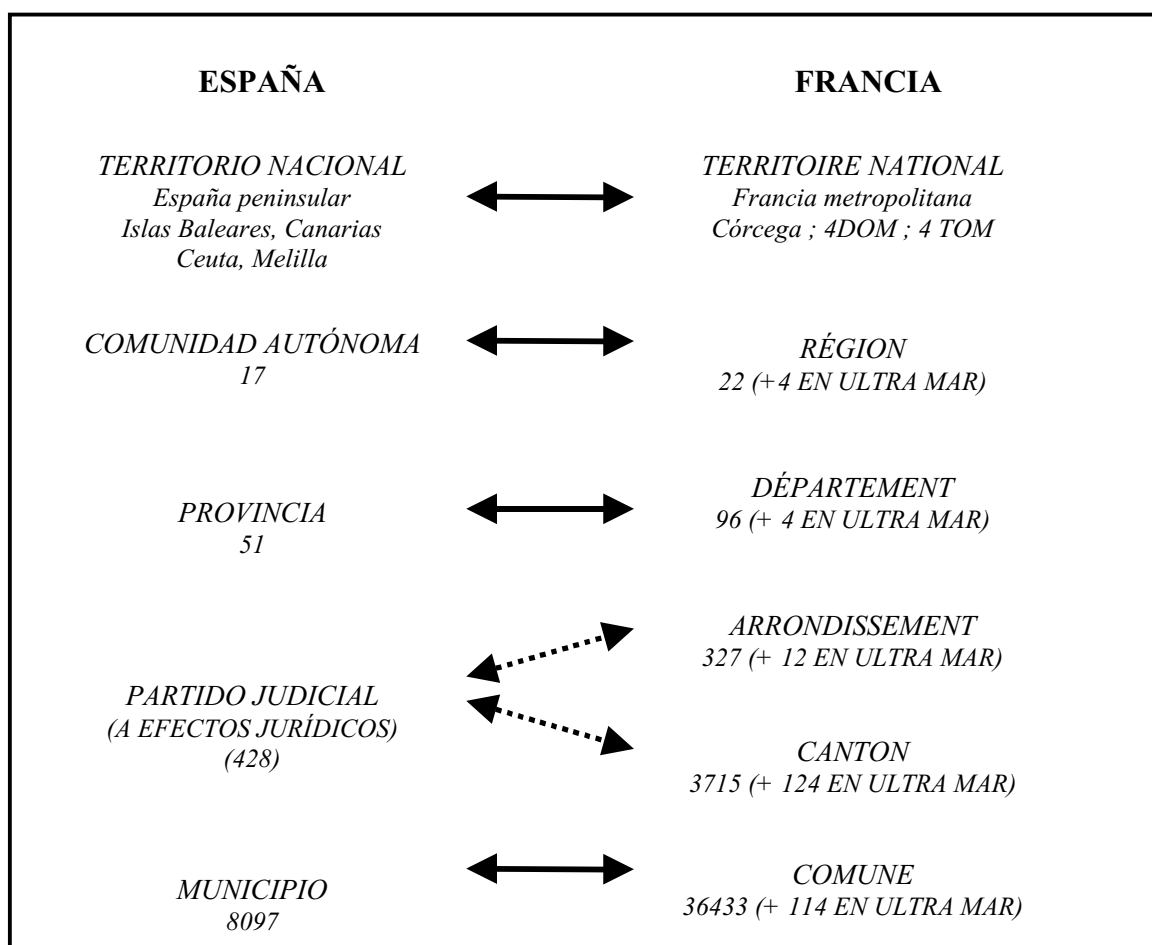 ESPAÑA
FRANCIA
TERRITORIO NACIONAL
España peninsular
Islas Baleares, Canarias
Ceuta, Melilla
TERRITOIRE NATIONAL
Francia metropolitana
Córcega ; 4DOM ; 4 TOM
COMUNIDAD AUTÓNOMA
17
RÉGION
22 (+4 EN ULTRA MAR)
PROVINCIA
51
DÉPARTEMENT
96 (+ 4 EN ULTRA MAR)
PARTIDO JUDICIAL
(A EFECTOS JURÍDICOS)
(428)
ARRONDISSEMENT
327 (+ 12 EN ULTRA MAR)
CANTON
3715 (+ 124 EN ULTRA MAR)
MUNICIPIO
8097
COMUNE
36433 (+ 114 EN ULTRA MAR)